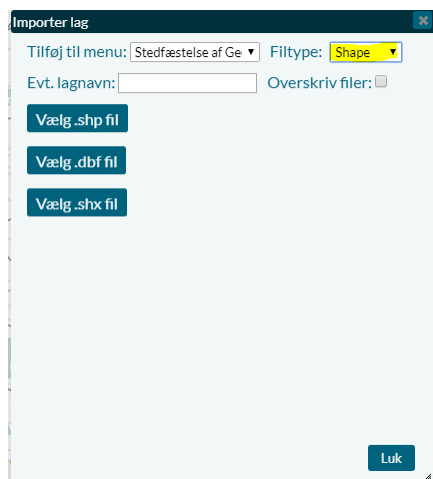 Importer lag
Tilføj til menu: Stedfæstelse af Ge Filtype: Shape
Evt. lagnavn: Overskriv filer:
Vælg .shp fil
Vælg .dbf fil
Vælg .shx fil
Luk